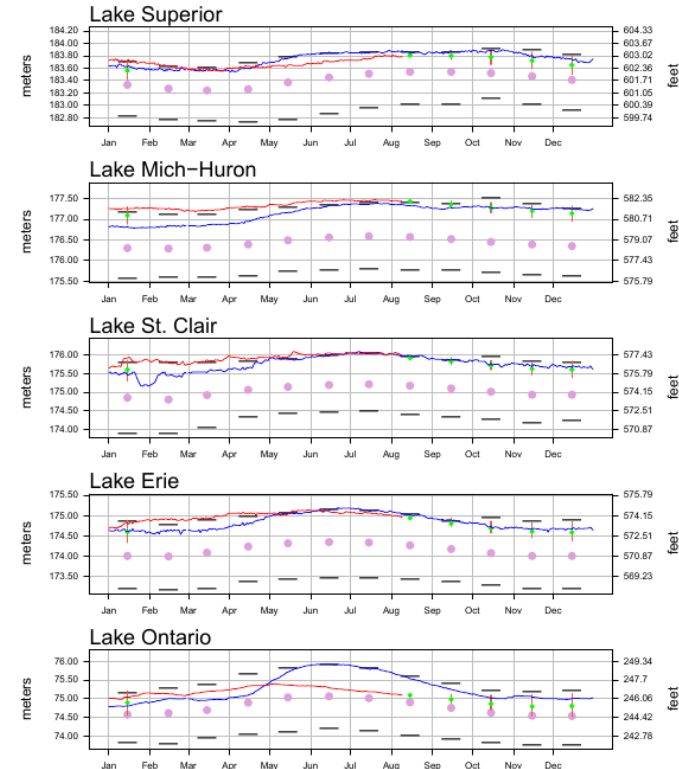 Lake Superior
184.20 604.33
184.00 603.67
183.80 603.02
183.60 602.36
183.40 601.71
183.20 601.05
183.00 600.39
182.80 599.74
meters feet
Jan Feb Mar Apr May Jun Jul Aug Sep Oct Nov Dec
Lake Mich−Huron
177.50 582.35
177.00 580.71
176.50 579.07
176.00 577.43
175.50 575.79
meters feet
Jan Feb Mar Apr May Jun Jul Aug Sep Oct Nov Dec
Lake St. Clair
176.00 577.43
175.50 575.79
175.00 574.15
174.50 572.51
174.00 570.87
meters feet
Jan Feb Mar Apr May Jun Jul Aug Sep Oct Nov Dec
Lake Erie
175.50 575.79
175.00 574.15
174.50 572.51
174.00 570.87
173.50 569.23
meters feet
Jan Feb Mar Apr May Jun Jul Aug Sep Oct Nov Dec
Lake Ontario
76.00 249.34
75.50 247.7
75.00 246.06
74.50 244.42
74.00 242.78
meters feet
Jan Feb Mar Apr May Jun Jul Aug Sep Oct Nov Dec